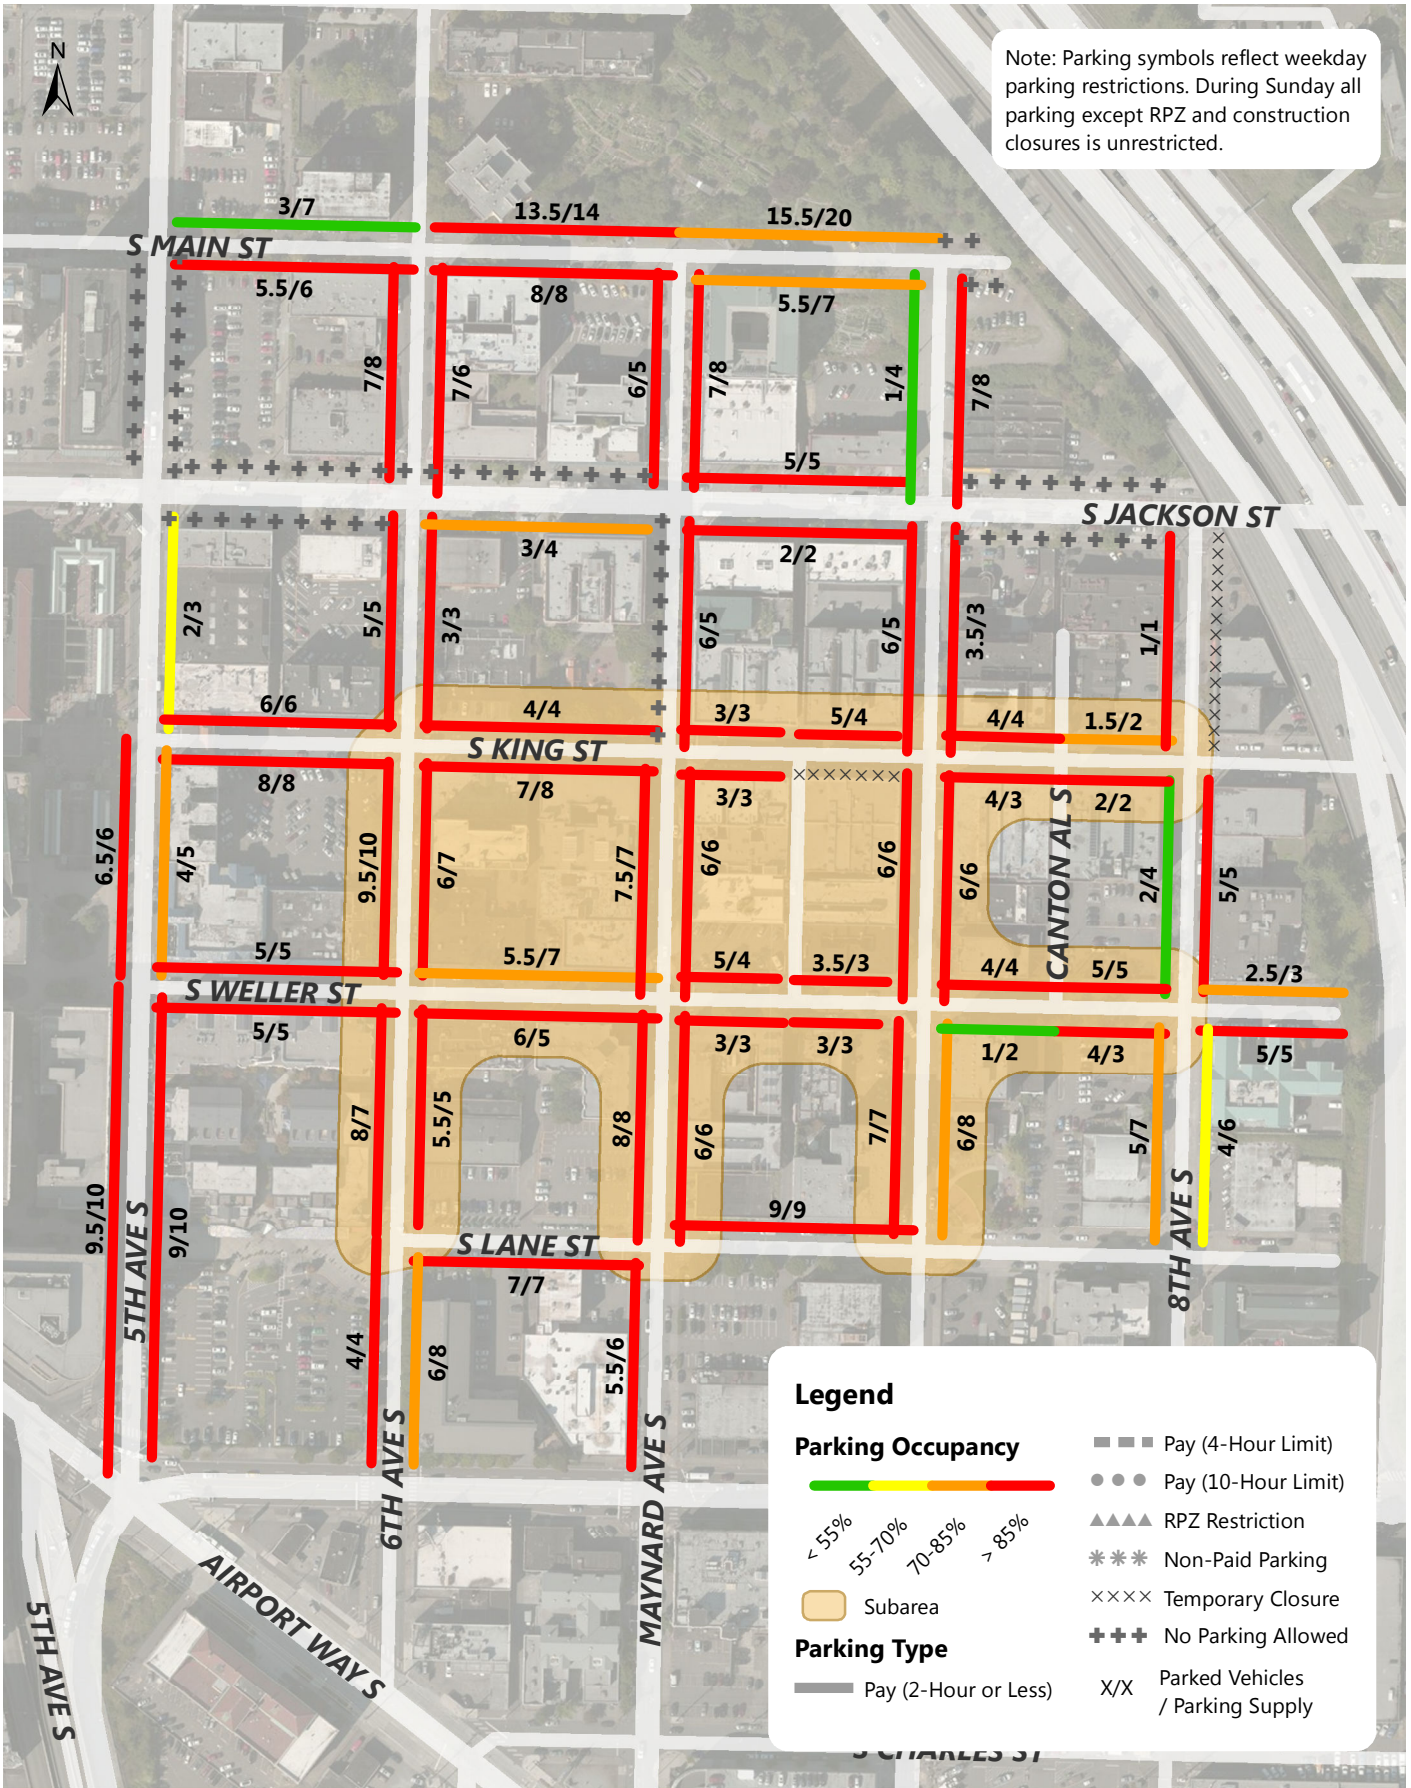 N
Note: Parking symbols reflect weekday
parking restrictions. During Sunday all
parking except RPZ and construction
closures is unrestricted.
3/7
13.5/14
15.5/20
S MAIN ST
5.5/6
8/8
5.5/7
7/8
7/6
6/5
7/8
1/4
7/8
5/5
S JACKSON ST
3/4
2/2
2/3
5/5
3/3
6/5
6/5
3.5/3
1/1
6/6
4/4
3/3
5/4
4/4
1.5/2
S KING ST
8/8
7/8
3/3
4/3
2/2
6.5/6
4/5
9.5/10
6/7
7.5/7
6/6
6/6
6/6
CANTON AL S
2/4
5/5
5/5
5.5/7
5/4
3.5/3
4/4
5/5
2.5/3
S WELLER ST
5/5
6/5
3/3
3/3
1/2
4/3
5/5
8/7
5.5/5
8/8
6/6
7/7
6/8
5/7
4/6
9.5/10
9/10
9/9
5TH AVE S
8TH AVE S
S LANE ST
7/7
4/4
6/8
5.5/6
6TH AVE S
MAYNARD AVE S
AIRPORT WAY S
5TH AVE S
Legend
Parking Occupancy
< 55%
55-70%
70-85%
> 85%
Subarea
Parking Type
Pay (2-Hour or Less)
Pay (4-Hour Limit)
Pay (10-Hour Limit)
RPZ Restriction
Non-Paid Parking
Temporary Closure
No Parking Allowed
X/X Parked Vehicles
/ Parking Supply
S CHARLES ST